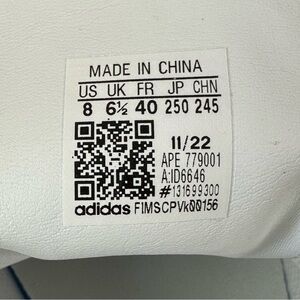 MADE IN CHINA
US UK FR JP CHN
8 6½ 40 250 245
11/22
APE 779001
A:ID6646
#131699300
adidas FIMSCPVk00156